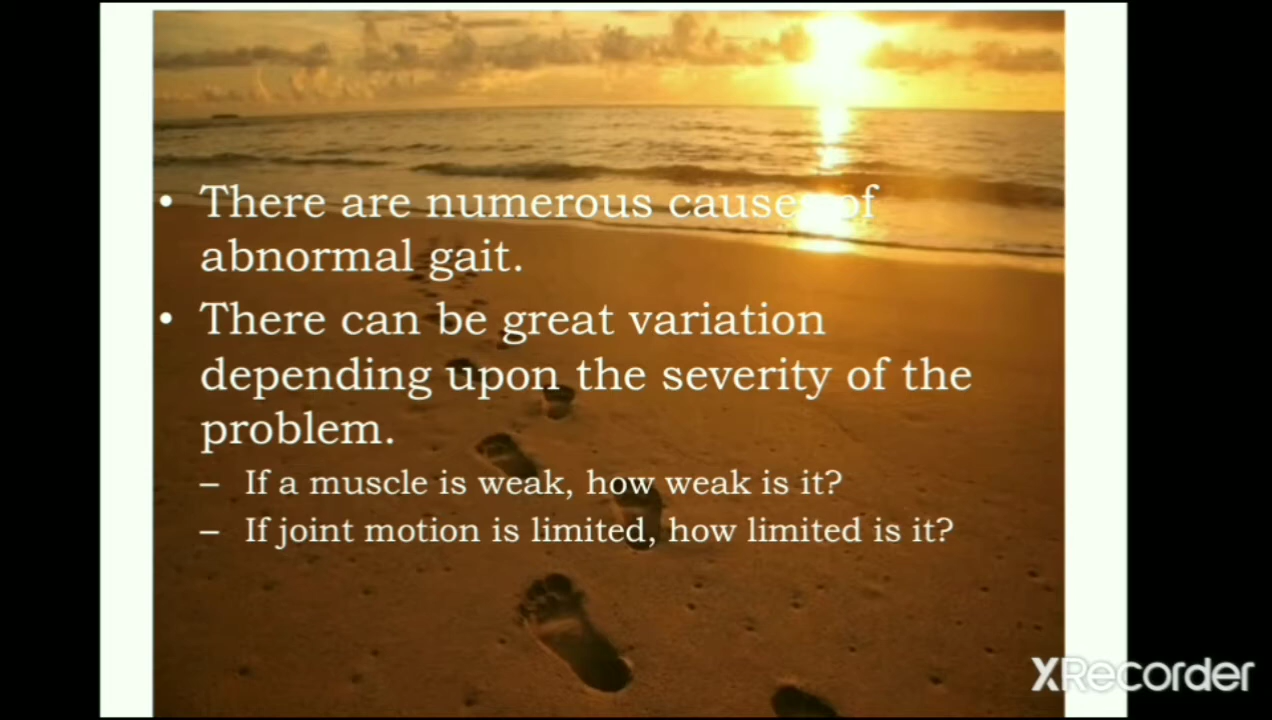 • There are numerous causes of
abnormal gait.
• There can be great variation
depending upon the severity of the
problem.
– If a muscle is weak, how weak is it?
– If joint motion is limited, how limited is it?
XRecorder